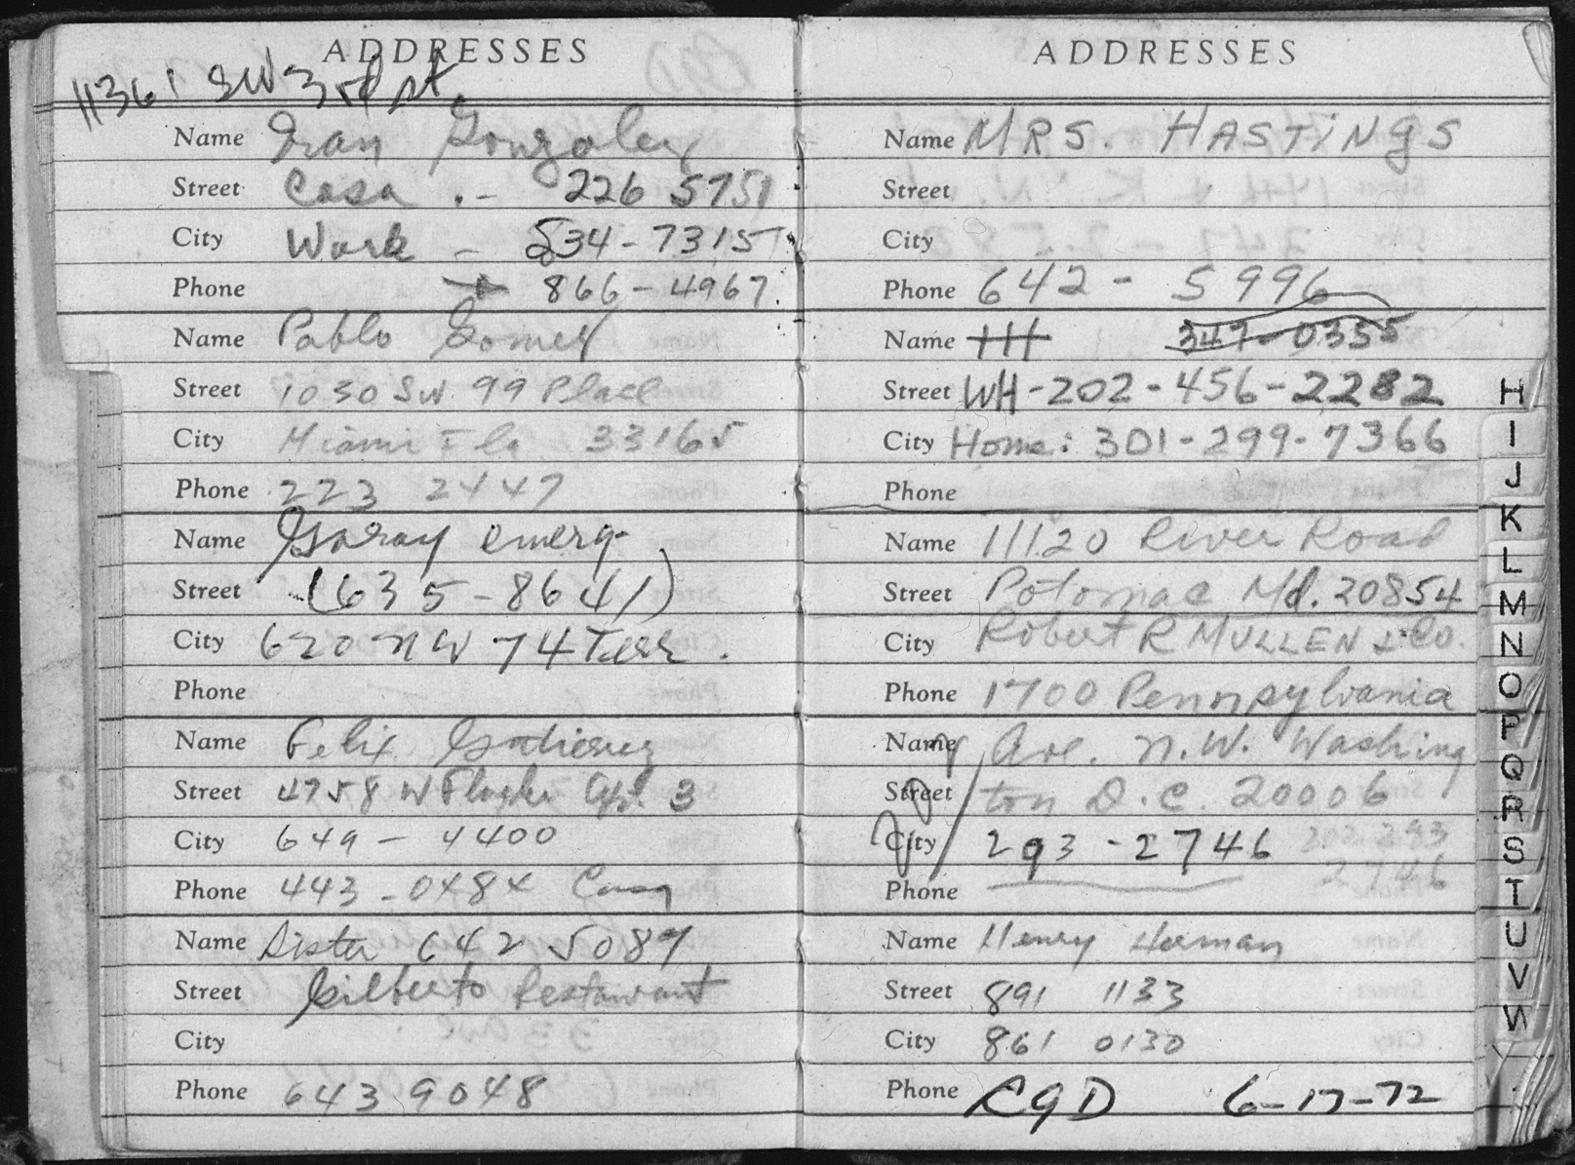 ADDRESSES
11361 SW 3rd St.
Name Iran Gonzalez
Street Casa .- 226 5751
City Work - 534-7315
Phone 866-4967
Name Pablo Gomez
Street 1030 SW. 99 Place
City Miami Fla 33165
Phone 223 2447
Name Garay emerg.
Street (635-8641)
City 620 NW 74 Terr.
Phone
Name Felix Gutierrez
Street 4758 W Flagler Ap. 3
City 649- 4400
Phone 443-0484
Name Sister 642 5089
Street Gilberto Restaurant
City
Phone 643 9048
ADDRESSES
Name MRS. HASTINGS
Street
City
Phone 642- 5996
Name HH 347-0355
Street WH-202-456-2282
City Home: 301-299-7366
Phone
Name 11120 River Road
Street Potomac Md. 20854
City Robert R MULLEN & Co.
Phone 1700 Pennsylvania
Name Ave. N.W. Washing
Street ton D.C. 20006
City 293-2746 202 293
Phone 2746
Name Henry Herman
Street 891 1133
City 861 0130
Phone CGD 6-17-72
H
I
J
K
L
M
N
O
P
Q
R
S
T
U
V
W
Y